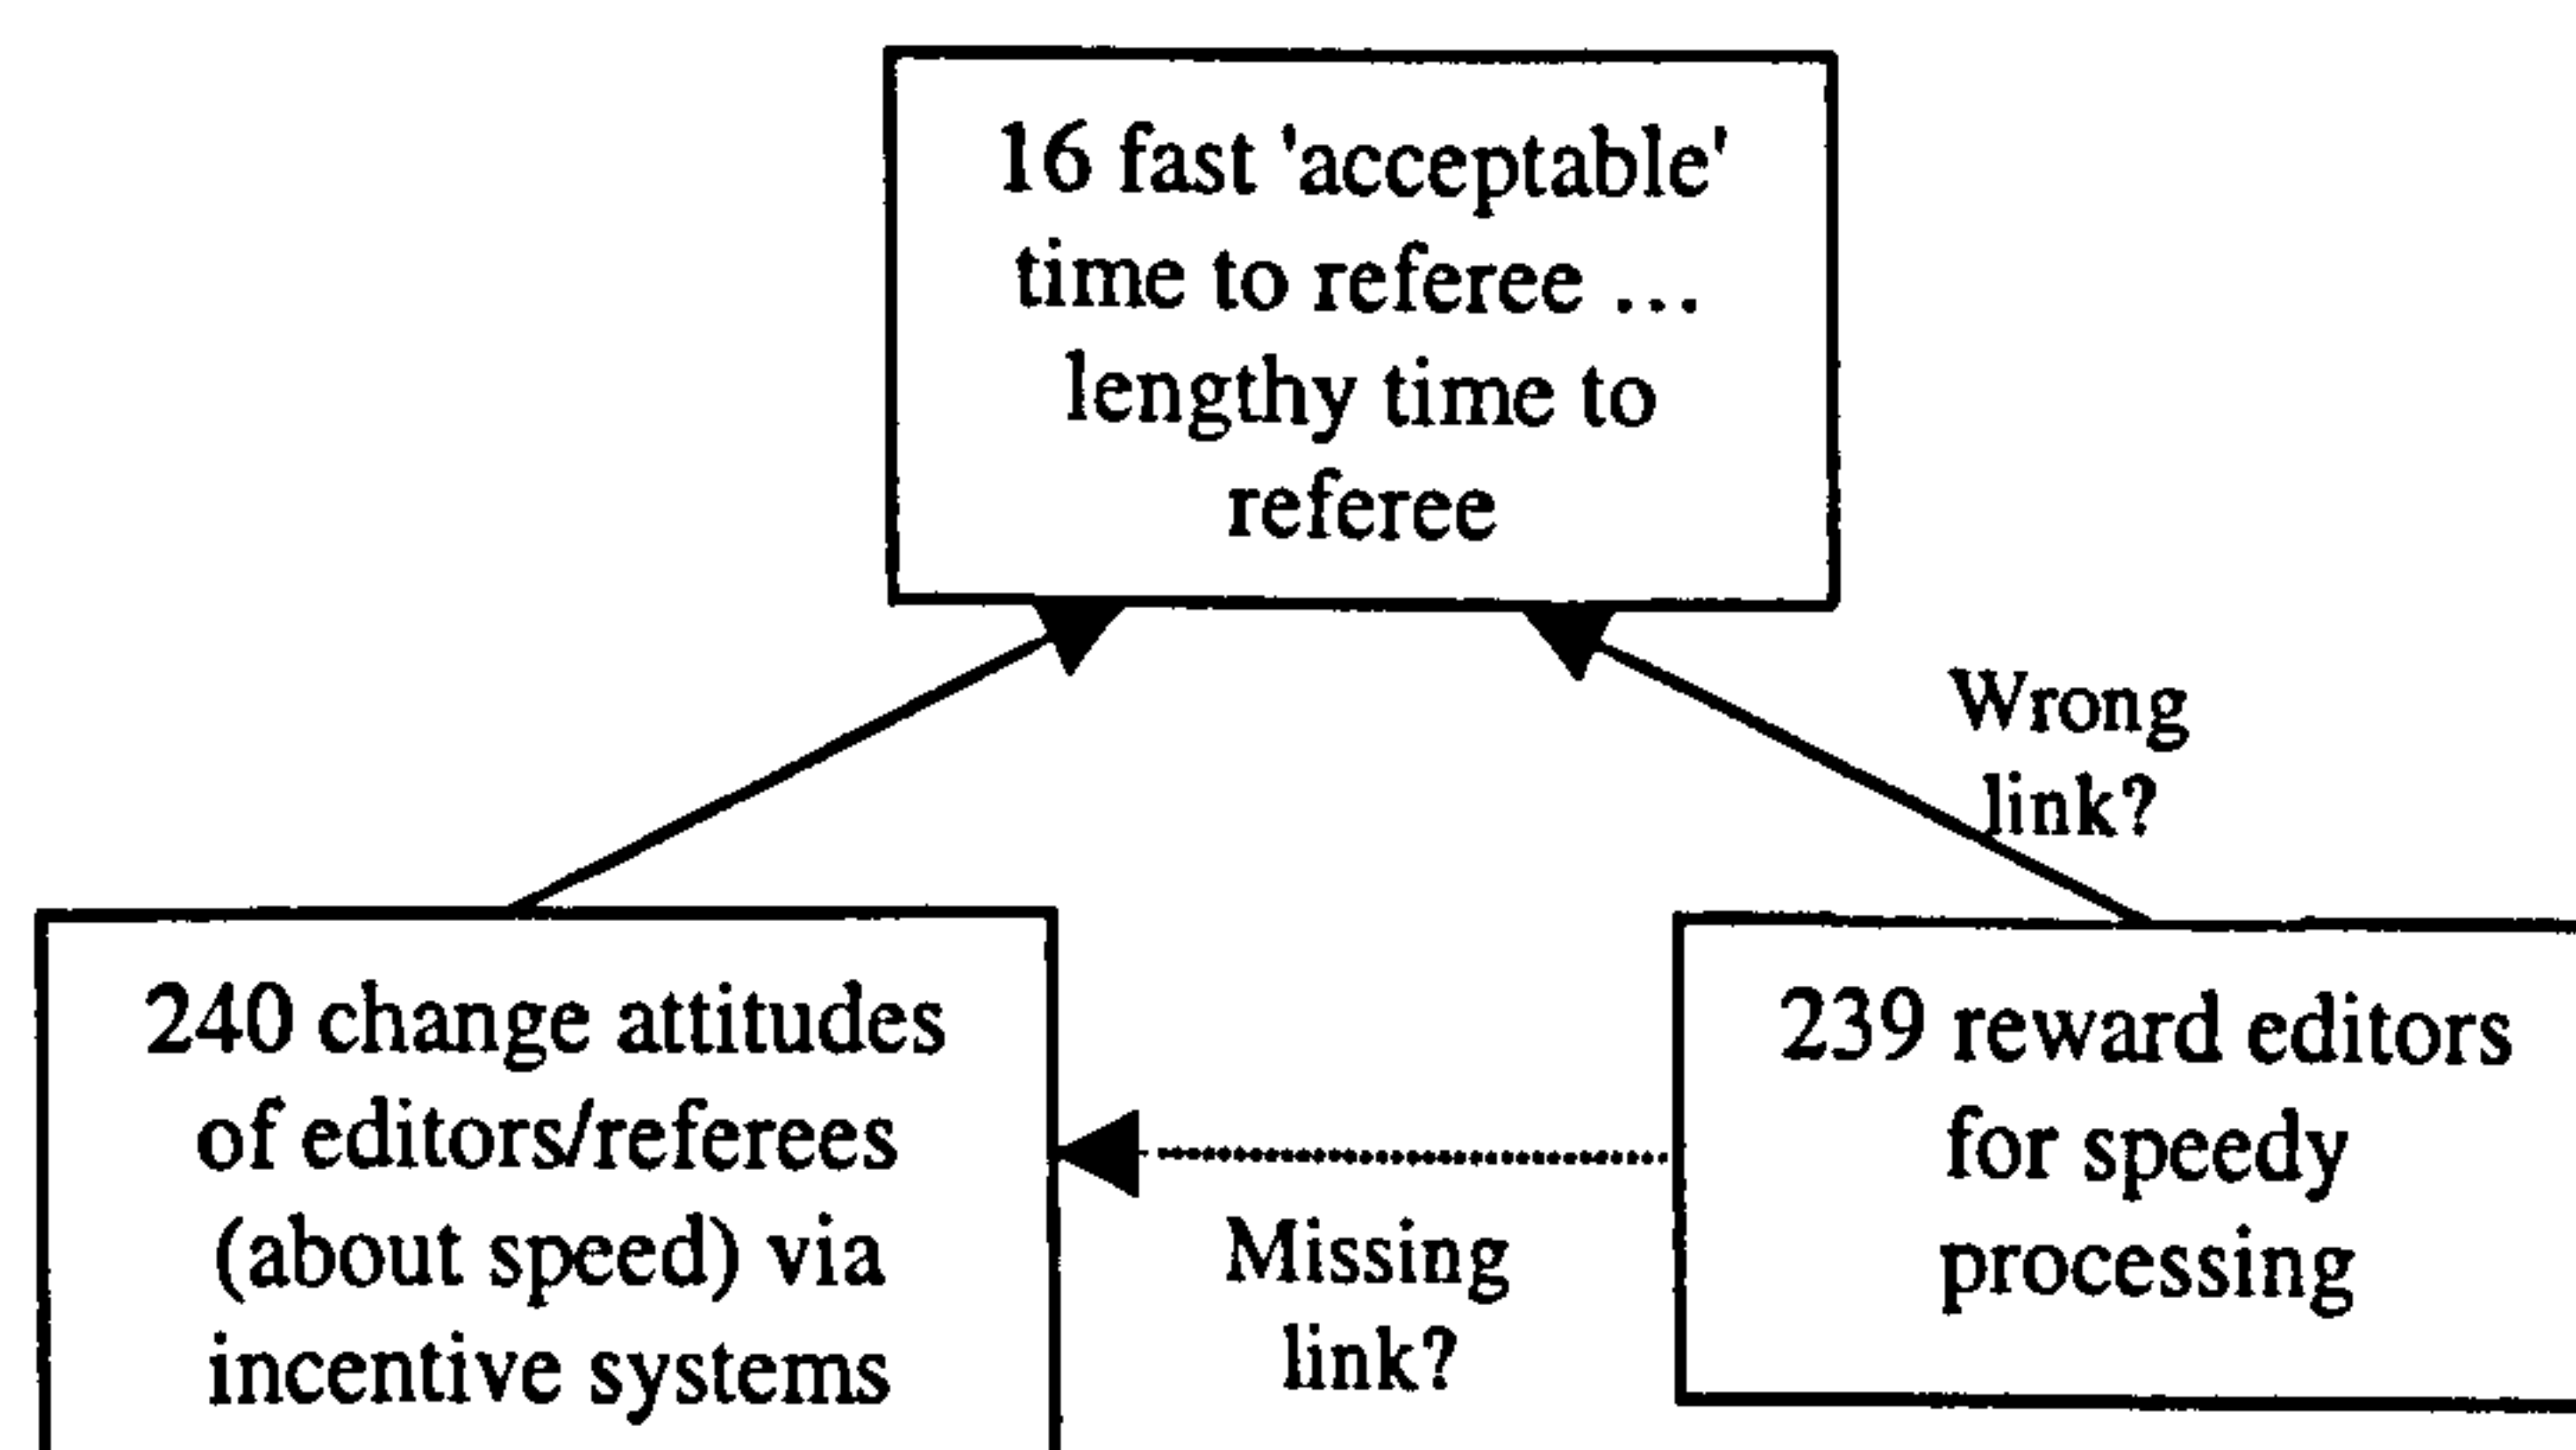 16 fast 'acceptable'
time to referee ...
lengthy time to
referee
Wrong
link?
240 change attitudes
of editors/referees
(about speed) via
incentive systems
Missing
link?
239 reward editors
for speedy
processing